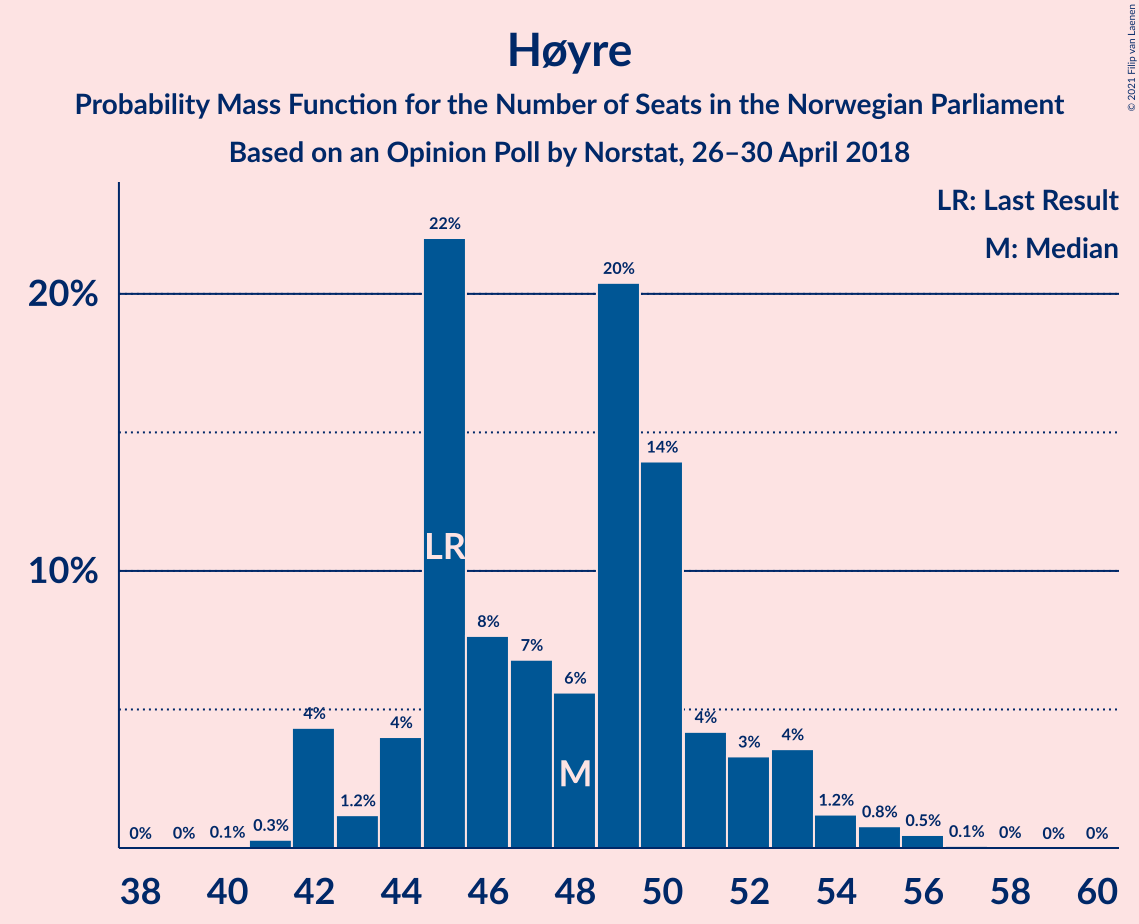 Høyre
Probability Mass Function for the Number of Seats in the Norwegian Parliament
Based on an Opinion Poll by Norstat, 26–30 April 2018
© 2021 Filip van Laenen
LR: Last Result
M: Median
20%
10%
0%
0%
0.1%
0.3%
4%
1.2%
4%
22%
8%
7%
6%
20%
14%
4%
3%
4%
1.2%
0.8%
0.5%
0.1%
0%
0%
0%
LR
M
38 40 42 44 46 48 50 52 54 56 58 60